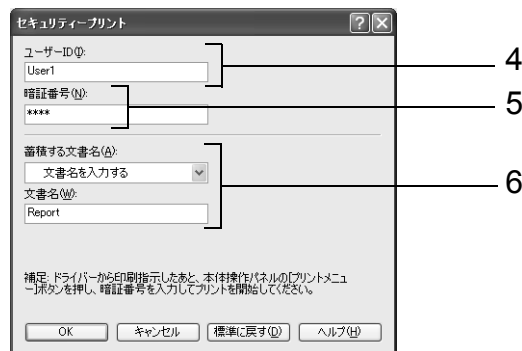 セキュリティープリント
ユーザーID(I):
User1
4
暗証番号(N):
5
****
蓄積する文書名(A):
文書名を入力する
6
文書名(W):
Report
補足: ドライバーから印刷指示したあと、本体操作パネルの[プリントメニュ
ー]ボタンを押し、暗証番号を入力してプリントを開始してください。
OK キャンセル 標準に戻す(D) ヘルプ(H)